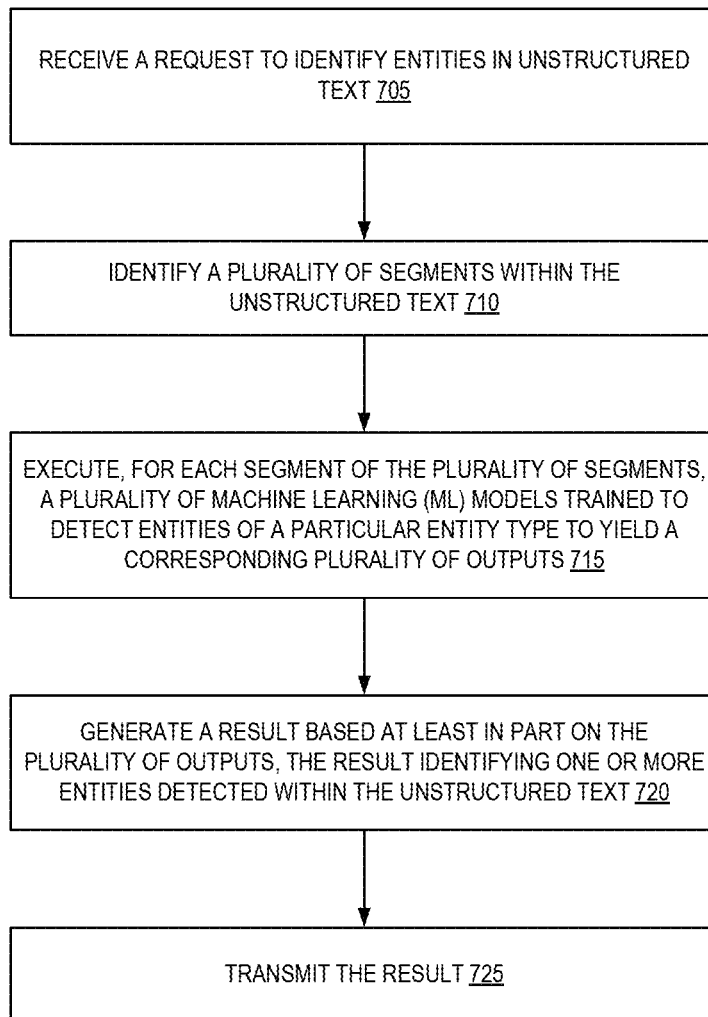 RECEIVE A REQUEST TO IDENTIFY ENTITIES IN UNSTRUCTURED
TEXT 705
IDENTIFY A PLURALITY OF SEGMENTS WITHIN THE
UNSTRUCTURED TEXT 710
EXECUTE, FOR EACH SEGMENT OF THE PLURALITY OF SEGMENTS,
A PLURALITY OF MACHINE LEARNING (ML) MODELS TRAINED TO
DETECT ENTITIES OF A PARTICULAR ENTITY TYPE TO YIELD A
CORRESPONDING PLURALITY OF OUTPUTS 715
GENERATE A RESULT BASED AT LEAST IN PART ON THE
PLURALITY OF OUTPUTS, THE RESULT IDENTIFYING ONE OR MORE
ENTITIES DETECTED WITHIN THE UNSTRUCTURED TEXT 720
TRANSMIT THE RESULT 725